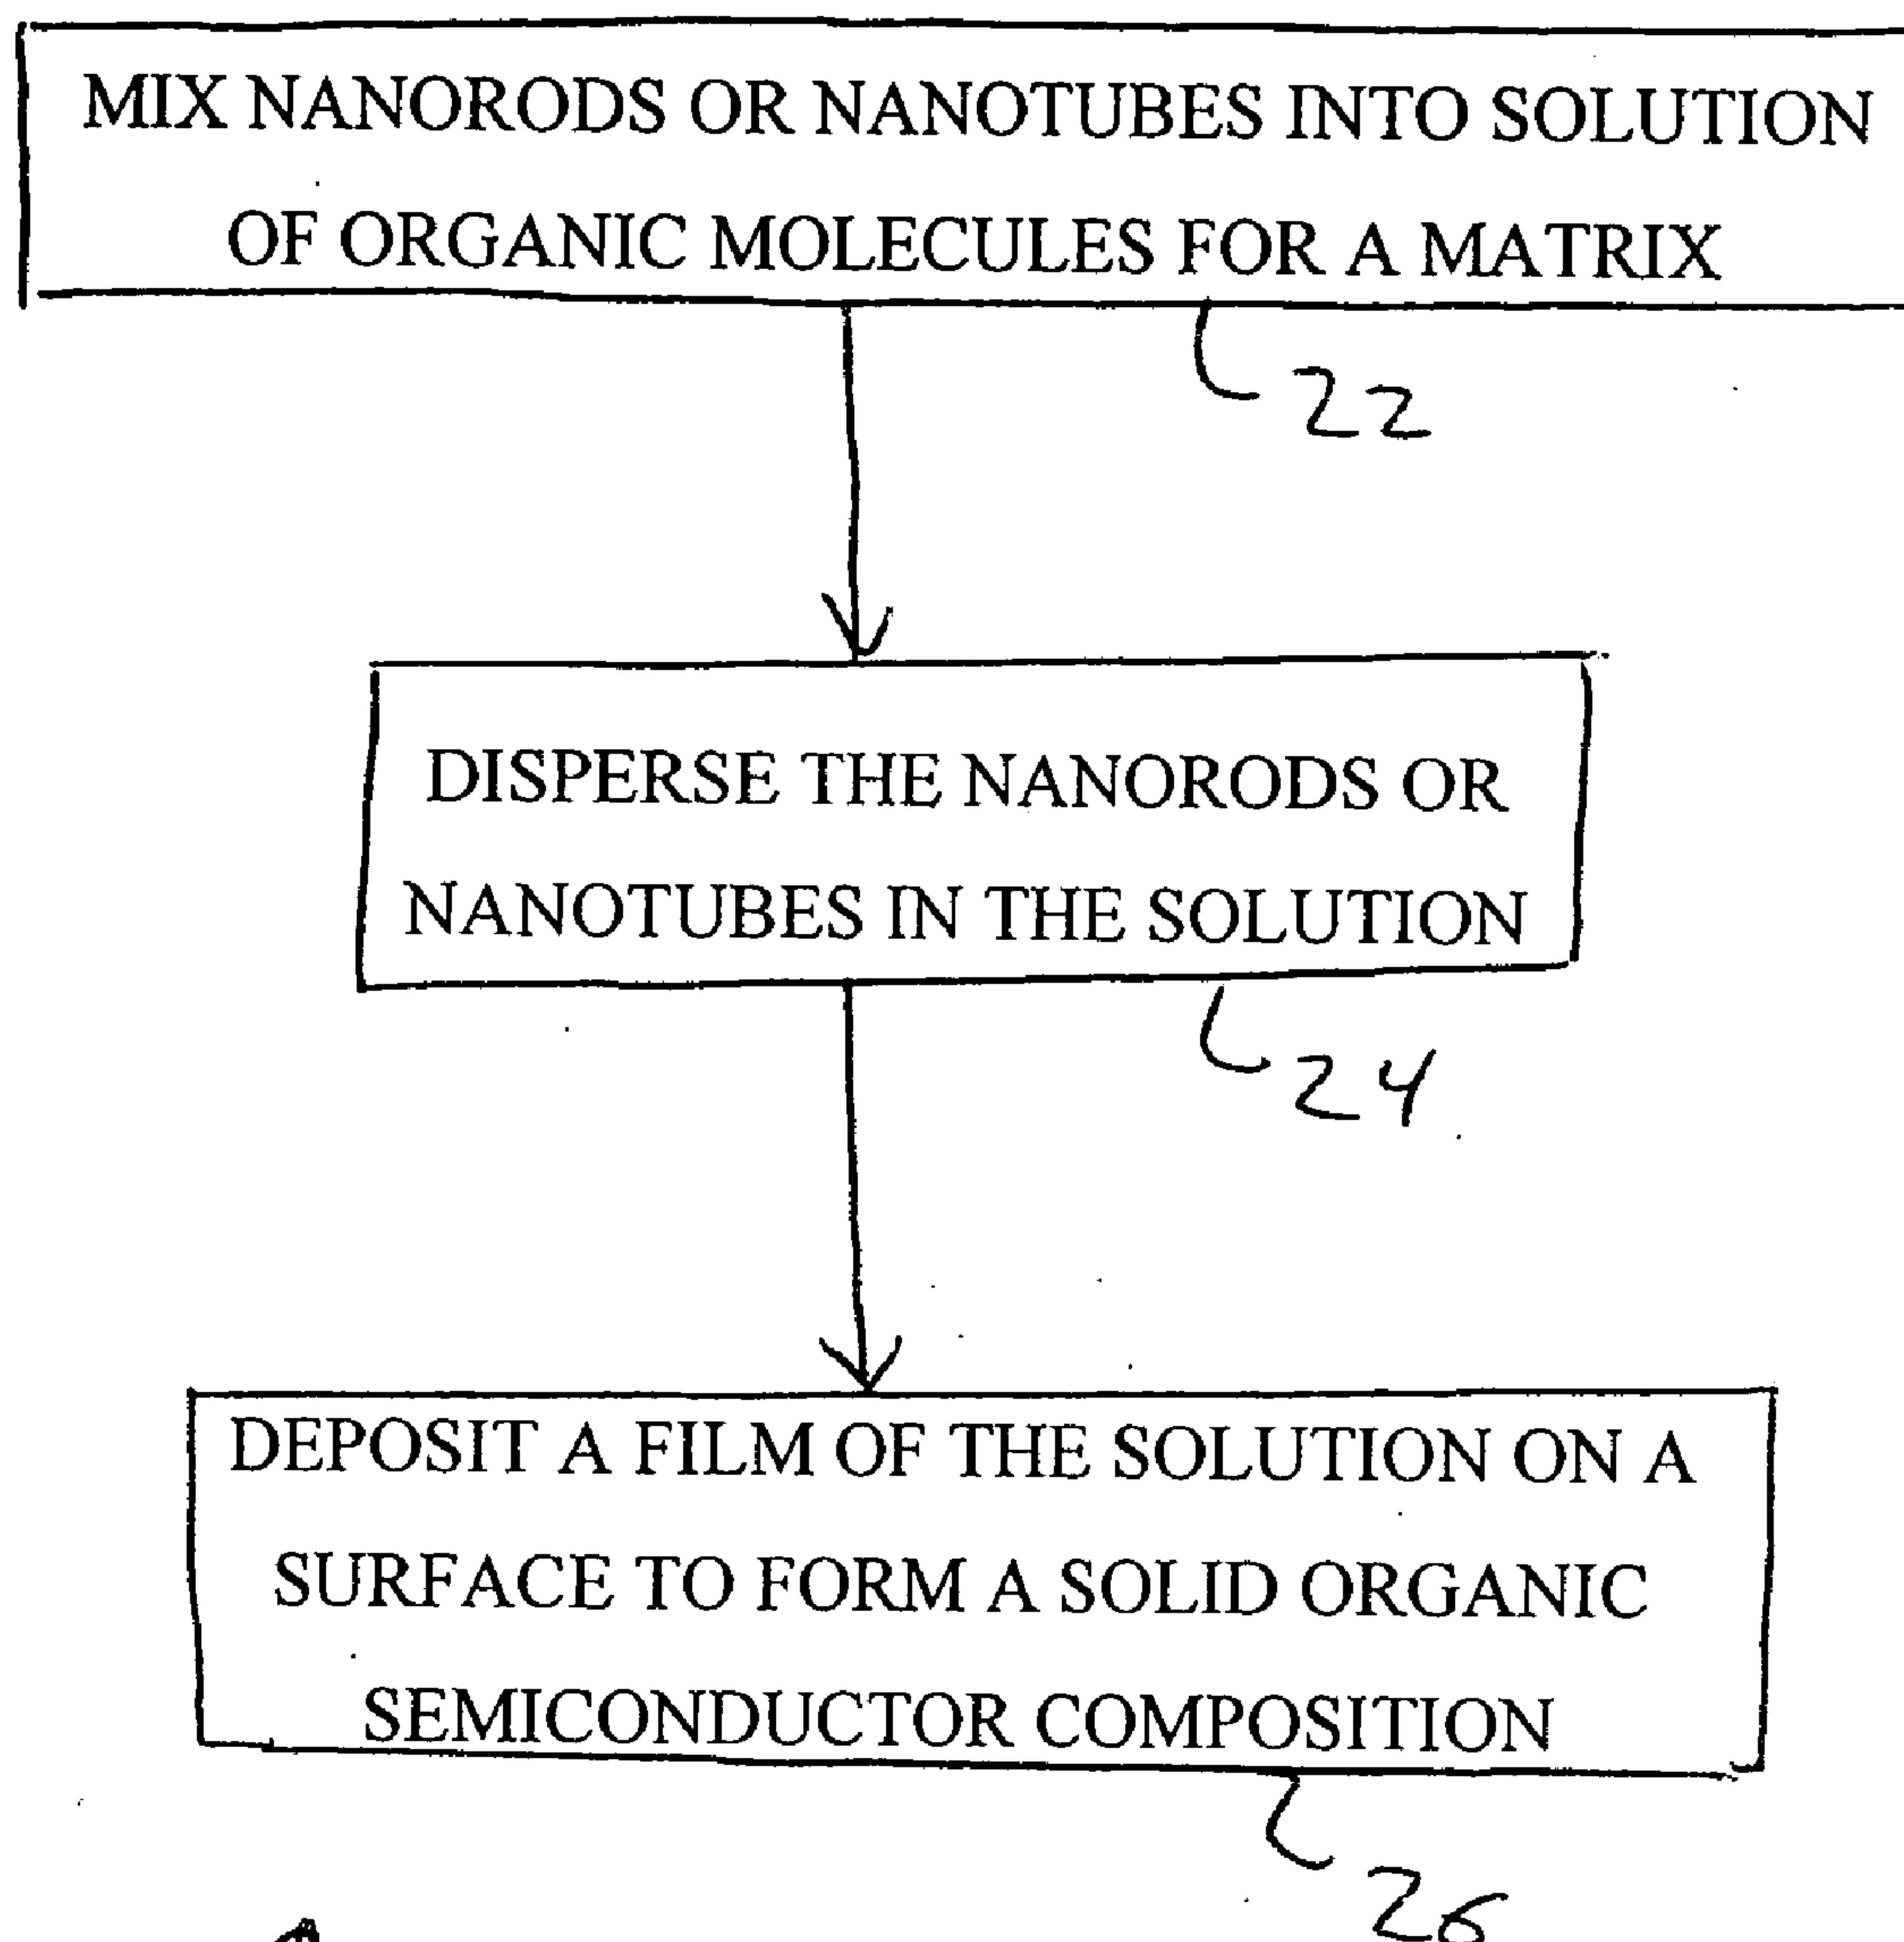 MIX NANORODS OR NANOTUBES INTO SOLUTION
OF ORGANIC MOLECULES FOR A MATRIX
22
DISPERSE THE NANORODS OR
NANOTUBES IN THE SOLUTION
24
DEPOSIT A FILM OF THE SOLUTION ON A
SURFACE TO FORM A SOLID ORGANIC
SEMICONDUCTOR COMPOSITION
26